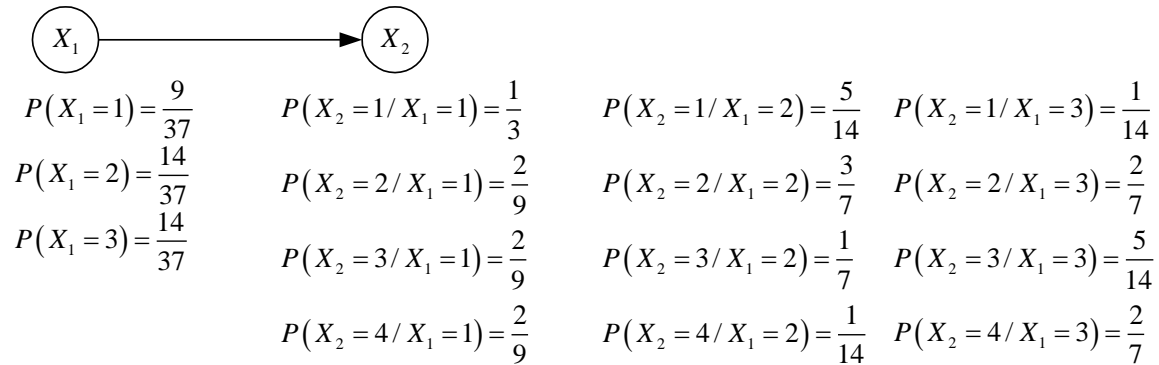 X₁ X₂
P(X₁ = 1) = 9/37 P(X₂ = 1 / X₁ = 1) = 1/3 P(X₂ = 1 / X₁ = 2) = 5/14 P(X₂ = 1 / X₁ = 3) = 1/14
P(X₁ = 2) = 14/37 P(X₂ = 2 / X₁ = 1) = 2/9 P(X₂ = 2 / X₁ = 2) = 3/7 P(X₂ = 2 / X₁ = 3) = 2/7
P(X₁ = 3) = 14/37 P(X₂ = 3 / X₁ = 1) = 2/9 P(X₂ = 3 / X₁ = 2) = 1/7 P(X₂ = 3 / X₁ = 3) = 5/14
P(X₂ = 4 / X₁ = 1) = 2/9 P(X₂ = 4 / X₁ = 2) = 1/14 P(X₂ = 4 / X₁ = 3) = 2/7